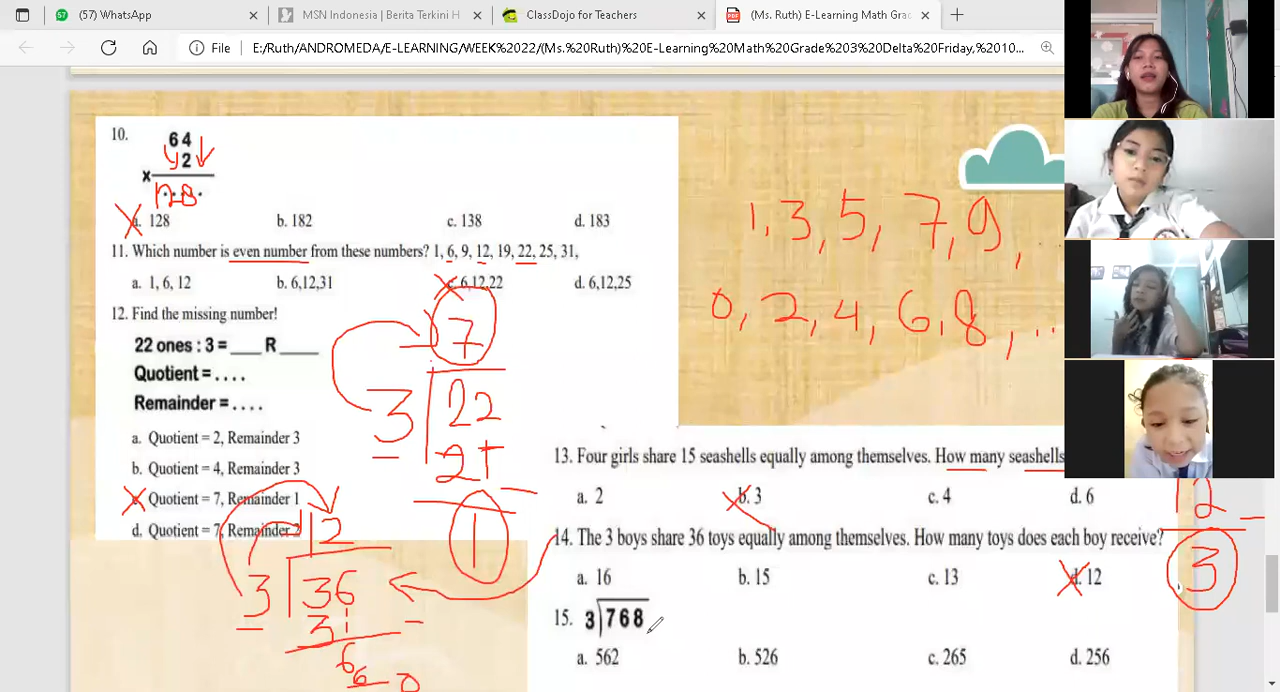 (57) WhatsApp
MSN Indonesia | Berita Terkini H
ClassDojo for Teachers
(Ms. Ruth) E-Learning Math Grad
File
E:/Ruth/ANDROMEDA/E-LEARNING/WEEK%2022/(Ms.%20Ruth)%20E-Learning%20Math%20Grade%203%20Delta%20Friday,%2010...
10.
64
2
x
128
a. 128 b. 182 c. 138 d. 183
11. Which number is even number from these numbers? 1, 6, 9, 12, 19, 22, 25, 31,
a. 1, 6, 12 b. 6,12,31 c. 6,12,22 d. 6,12,25
1, 3, 5, 7, 9,
0, 2, 4, 6, 8, ...
12. Find the missing number!
22 ones : 3 = ____ R ____
Quotient = . . . .
Remainder = . . . .
a. Quotient = 2, Remainder 3
b. Quotient = 4, Remainder 3
c. Quotient = 7, Remainder 1
d. Quotient = 7, Remainder 2
7
3 22
21
1
12
3 36
3
6
6
0
13. Four girls share 15 seashells equally among themselves. How many seashells
a. 2 b. 3 c. 4 d. 6
12 -
3
14. The 3 boys share 36 toys equally among themselves. How many toys does each boy receive?
a. 16 b. 15 c. 13 d. 12
15. 3 768
a. 562 b. 526 c. 265 d. 256